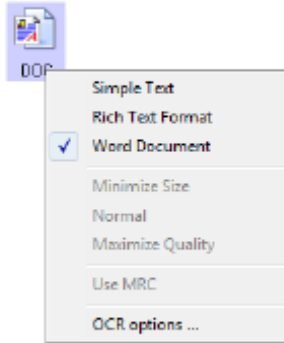 DOC
Simple Text
Rich Text Format
Word Document
Minimize Size
Normal
Maximize Quality
Use MRC
OCR options ...